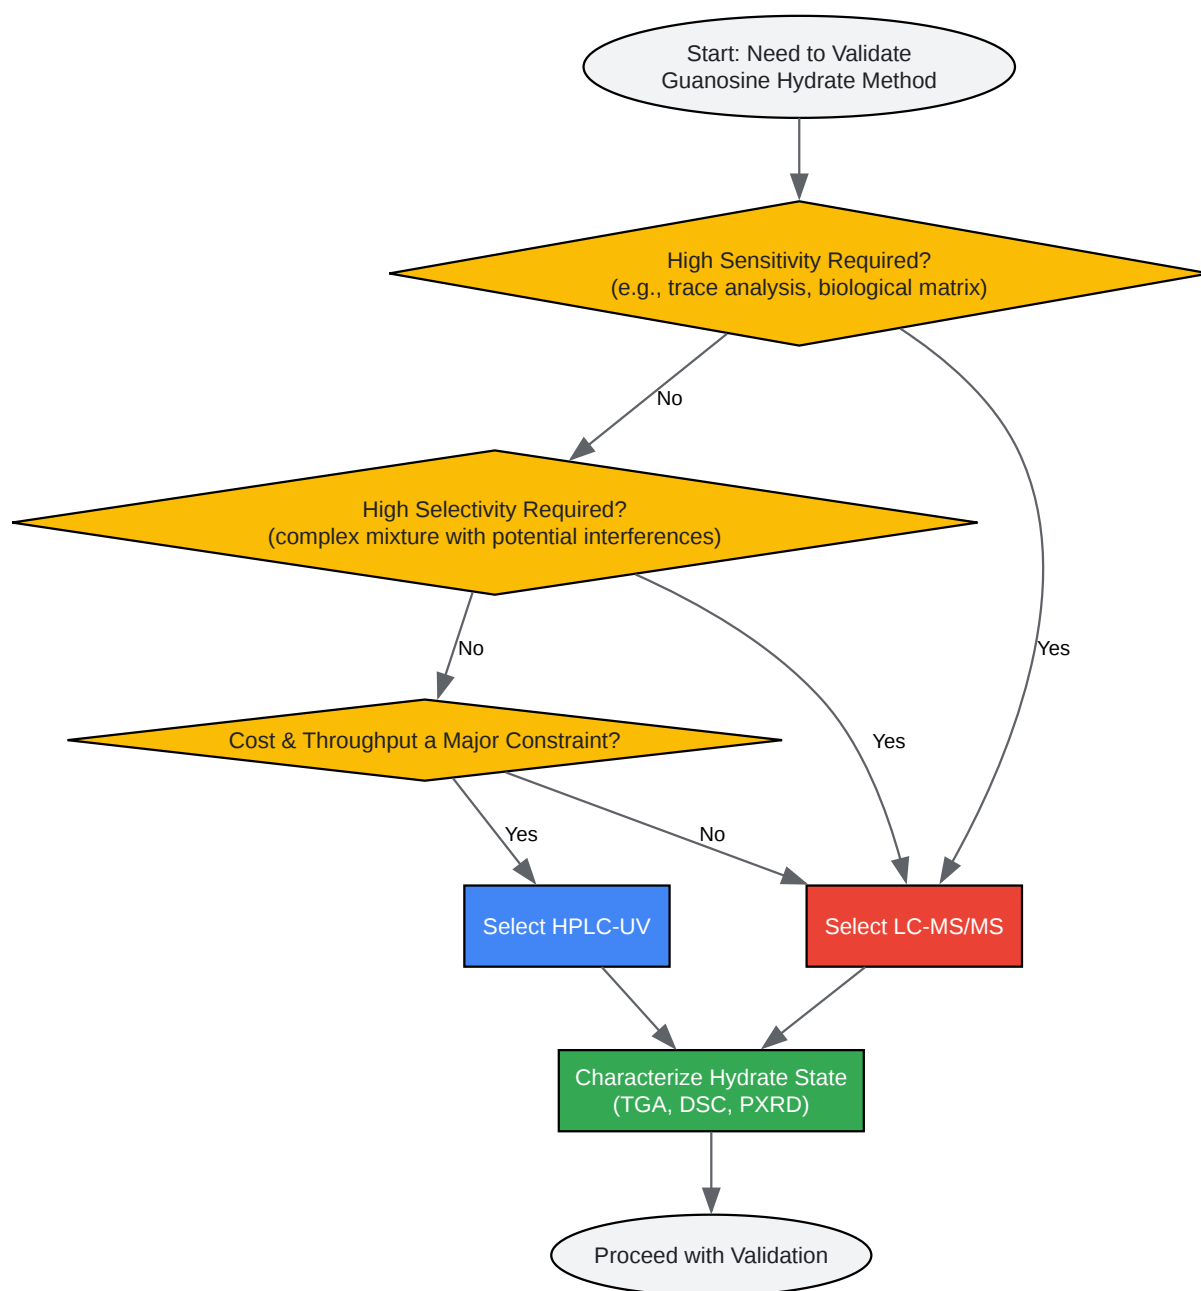 Start: Need to Validate
Guanosine Hydrate Method
High Sensitivity Required?
(e.g., trace analysis, biological matrix)
No
High Selectivity Required?
(complex mixture with potential interferences)
No
Yes
Cost & Throughput a Major Constraint?
Yes
Yes
No
Select HPLC-UV
Select LC-MS/MS
Characterize Hydrate State
(TGA, DSC, PXRD)
Proceed with Validation